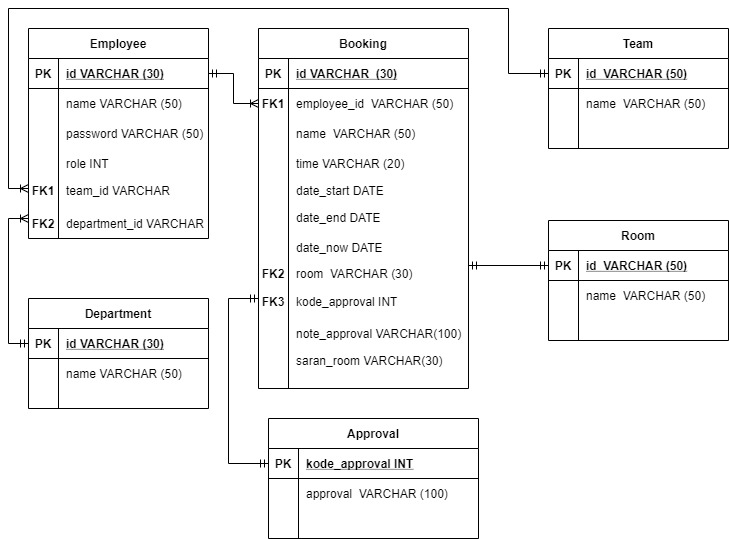 Employee
PK id VARCHAR (30)
name VARCHAR (50)
password VARCHAR (50)
role INT
FK1 team_id VARCHAR
FK2 department_id VARCHAR
Booking
PK id VARCHAR (30)
FK1 employee_id VARCHAR (50)
name VARCHAR (50)
time VARCHAR (20)
date_start DATE
date_end DATE
date_now DATE
FK2 room VARCHAR (30)
FK3 kode_approval INT
note_approval VARCHAR(100)
saran_room VARCHAR(30)
Team
PK id VARCHAR (50)
name VARCHAR (50)
Room
PK id VARCHAR (50)
name VARCHAR (50)
Department
PK id VARCHAR (30)
name VARCHAR (50)
Approval
PK kode_approval INT
approval VARCHAR (100)